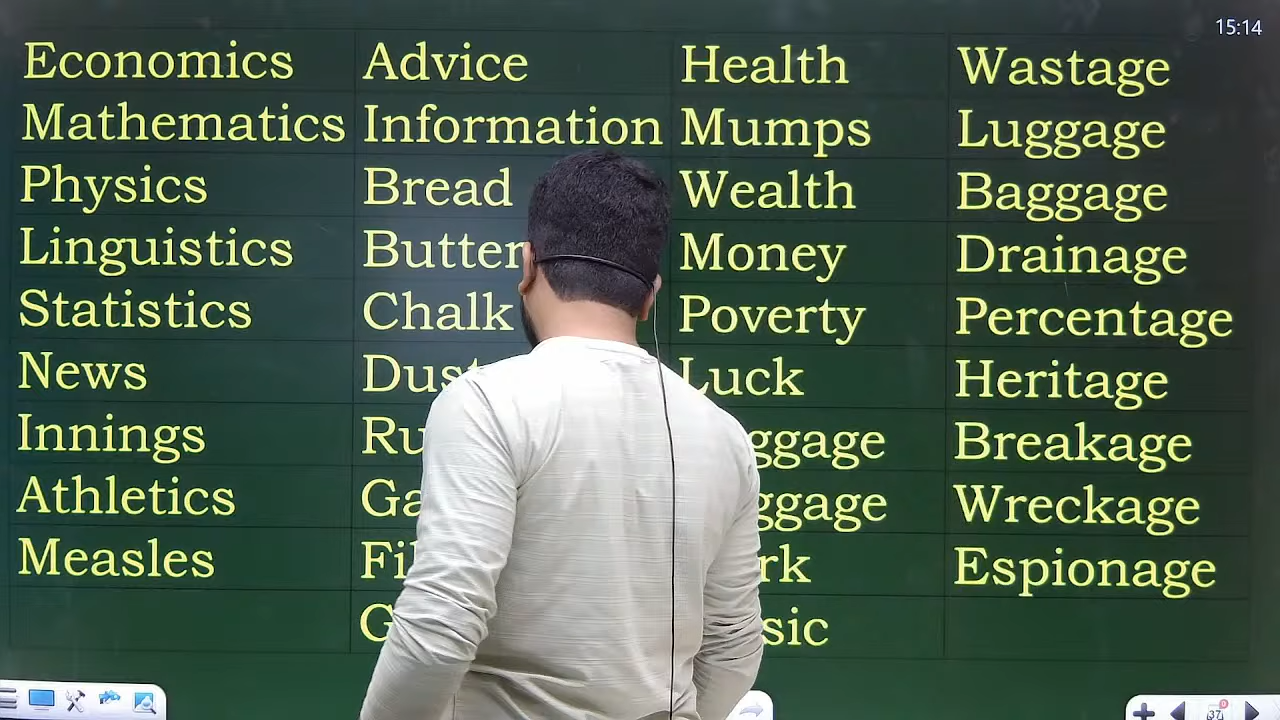 15:14
Economics Advice Health Wastage
Mathematics Information Mumps Luggage
Physics Bread Wealth Baggage
Linguistics Butter Money Drainage
Statistics Chalk Poverty Percentage
News Luck Heritage
Innings Breakage
Athletics Wreckage
Measles Espionage